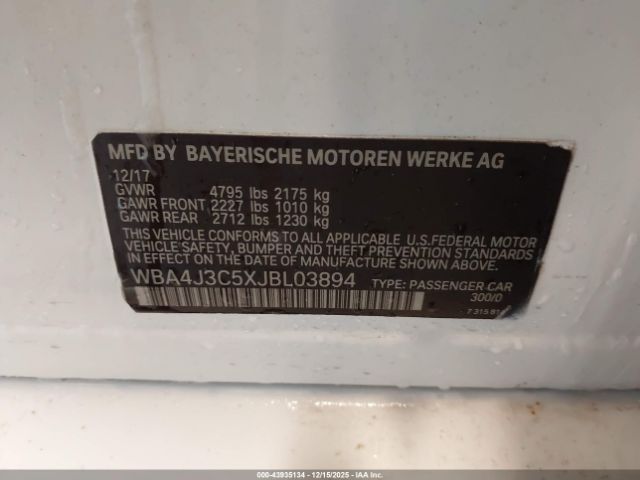 MFD BY BAYERISCHE MOTOREN WERKE AG
12/17
GVWR 4795 lbs 2175 kg
GAWR FRONT 2227 lbs 1010 kg
GAWR REAR 2712 lbs 1230 kg
THIS VEHICLE CONFORMS TO ALL APPLICABLE U.S.FEDERAL MOTOR
VEHICLE SAFETY, BUMPER AND THEFT PREVENTION STANDARDS
IN EFFECT ON THE DATE OF MANUFACTURE SHOWN ABOVE.
WBA4J3C5XJBL03894 TYPE: PASSENGER CAR
300/0
000-43935134 - 12/15/2025 - IAA Inc.